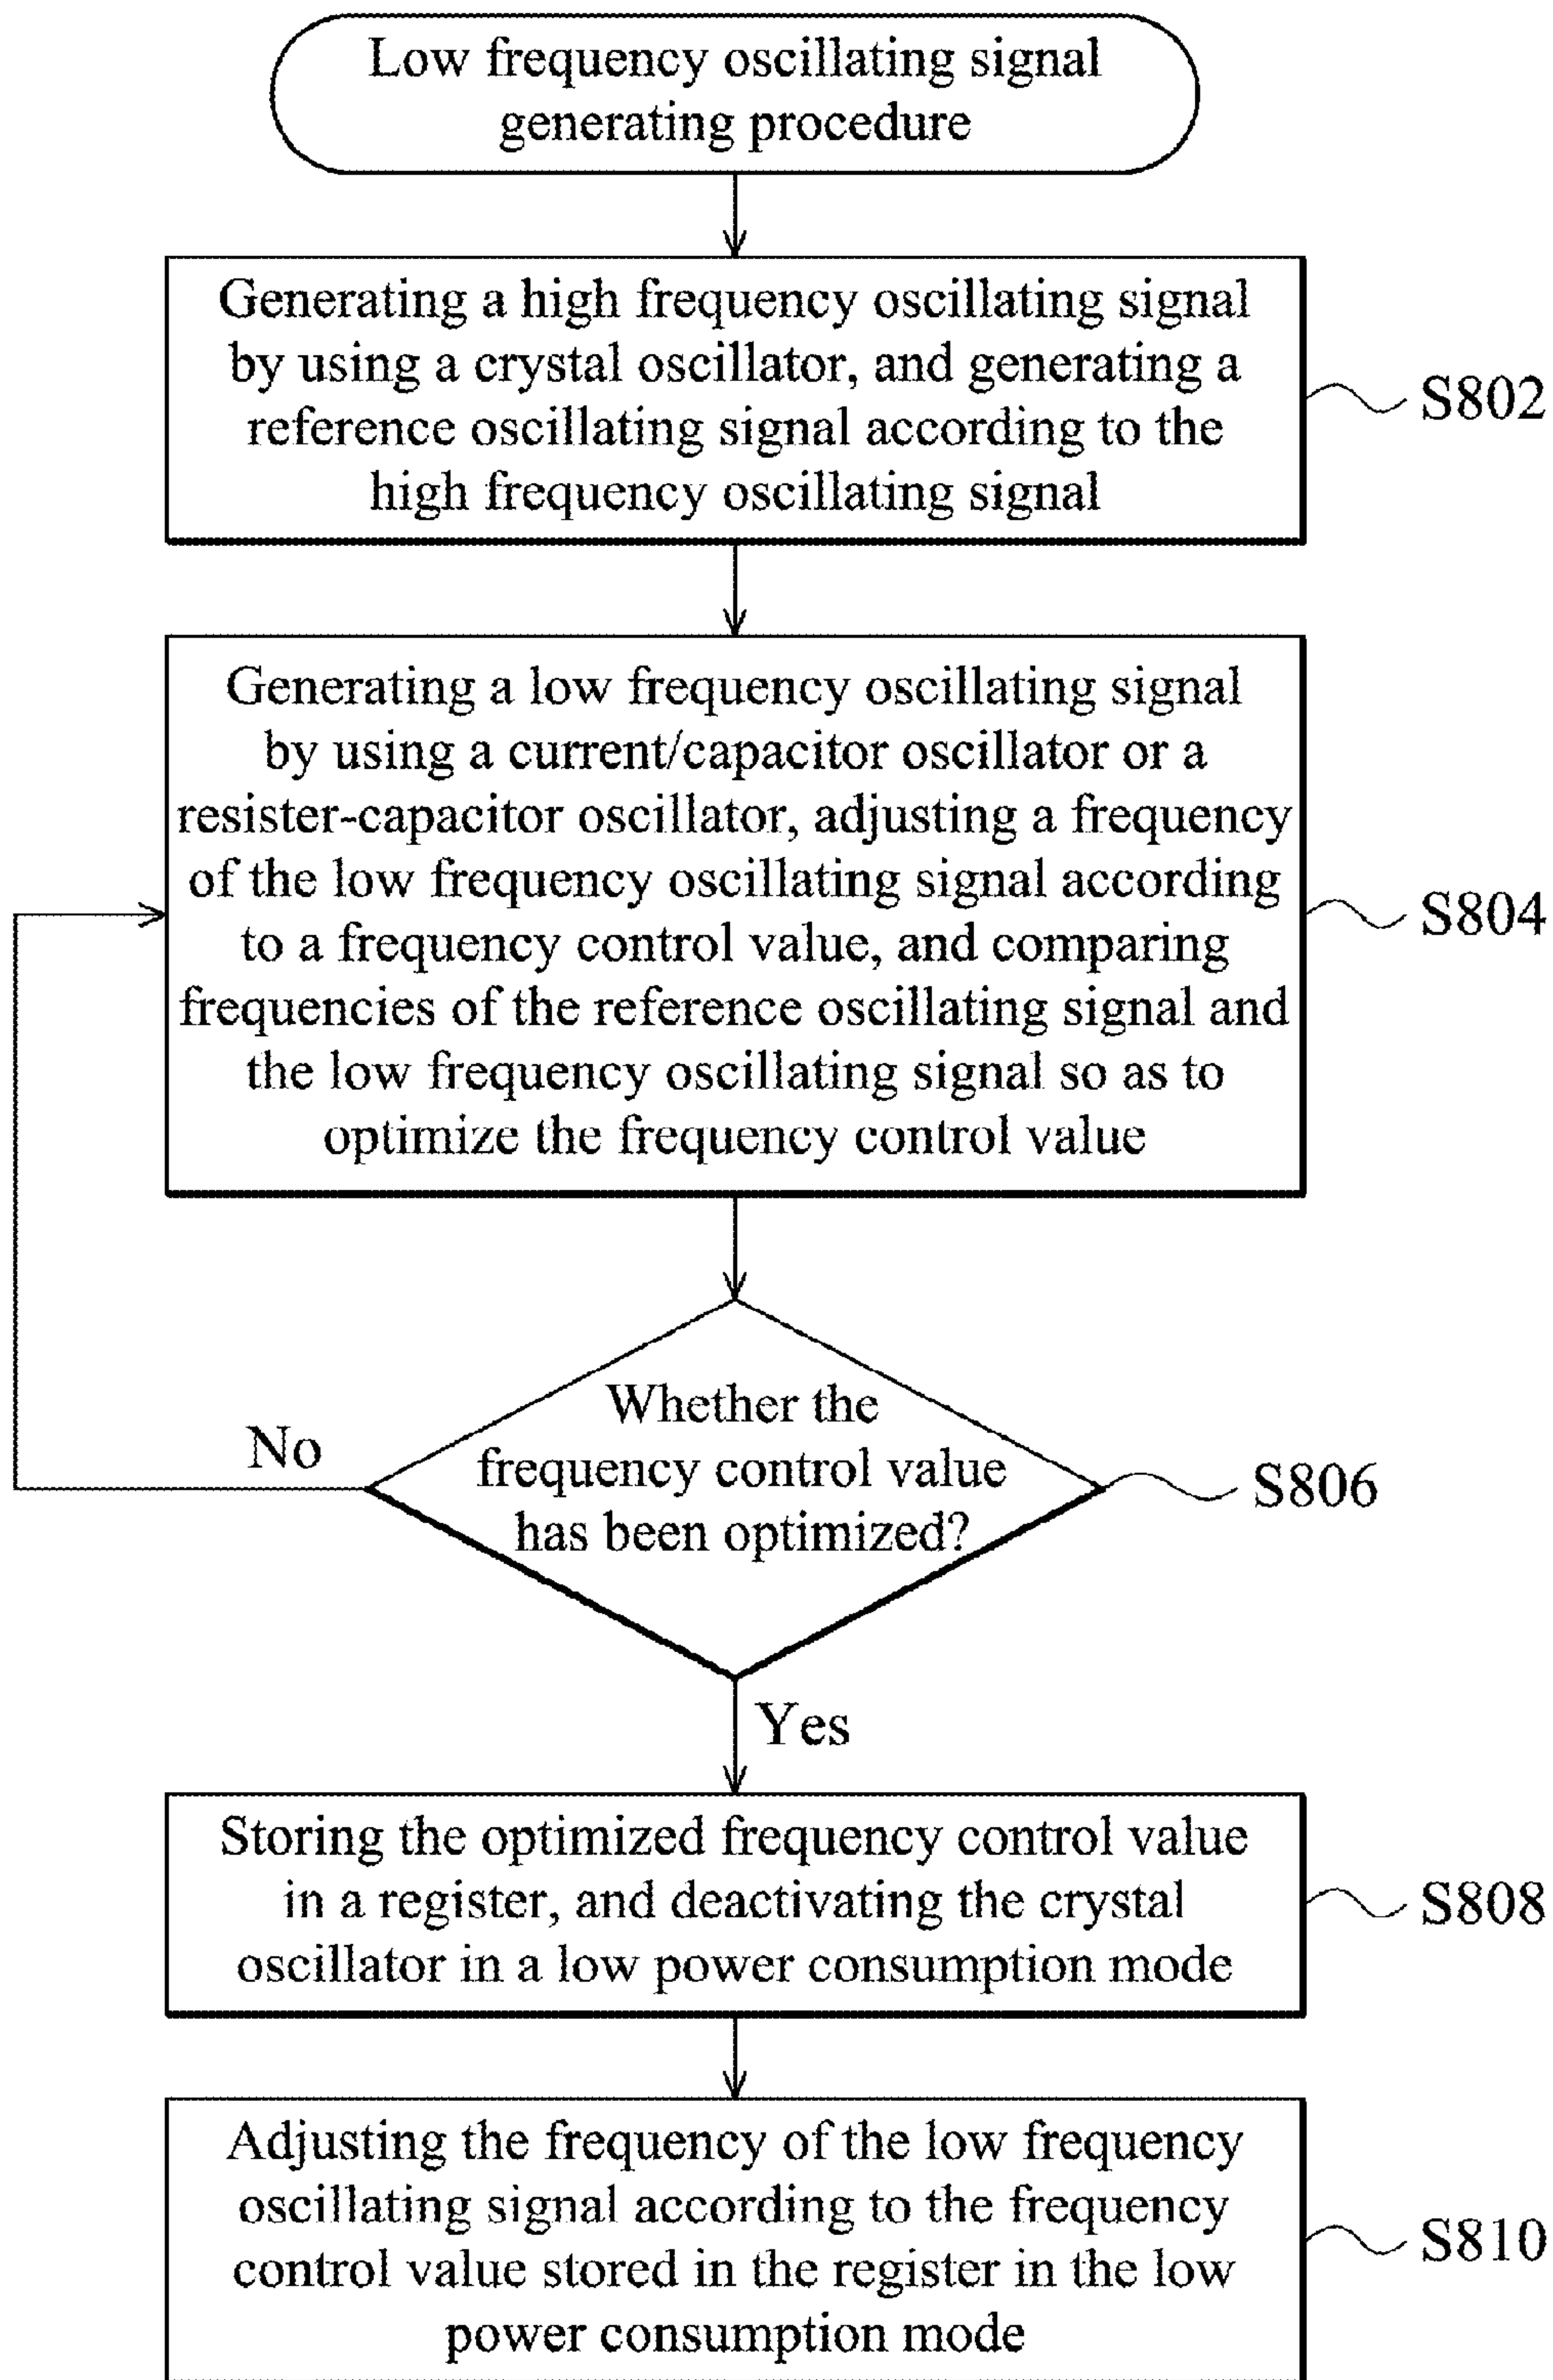 Low frequency oscillating signal
generating procedure
Generating a high frequency oscillating signal
by using a crystal oscillator, and generating a
reference oscillating signal according to the
high frequency oscillating signal
S802
Generating a low frequency oscillating signal
by using a current/capacitor oscillator or a
resister-capacitor oscillator, adjusting a frequency
of the low frequency oscillating signal according
to a frequency control value, and comparing
frequencies of the reference oscillating signal and
the low frequency oscillating signal so as to
optimize the frequency control value
S804
Whether the
frequency control value
has been optimized?
S806
No
Yes
Storing the optimized frequency control value
in a register, and deactivating the crystal
oscillator in a low power consumption mode
S808
Adjusting the frequency of the low frequency
oscillating signal according to the frequency
control value stored in the register in the low
power consumption mode
S810